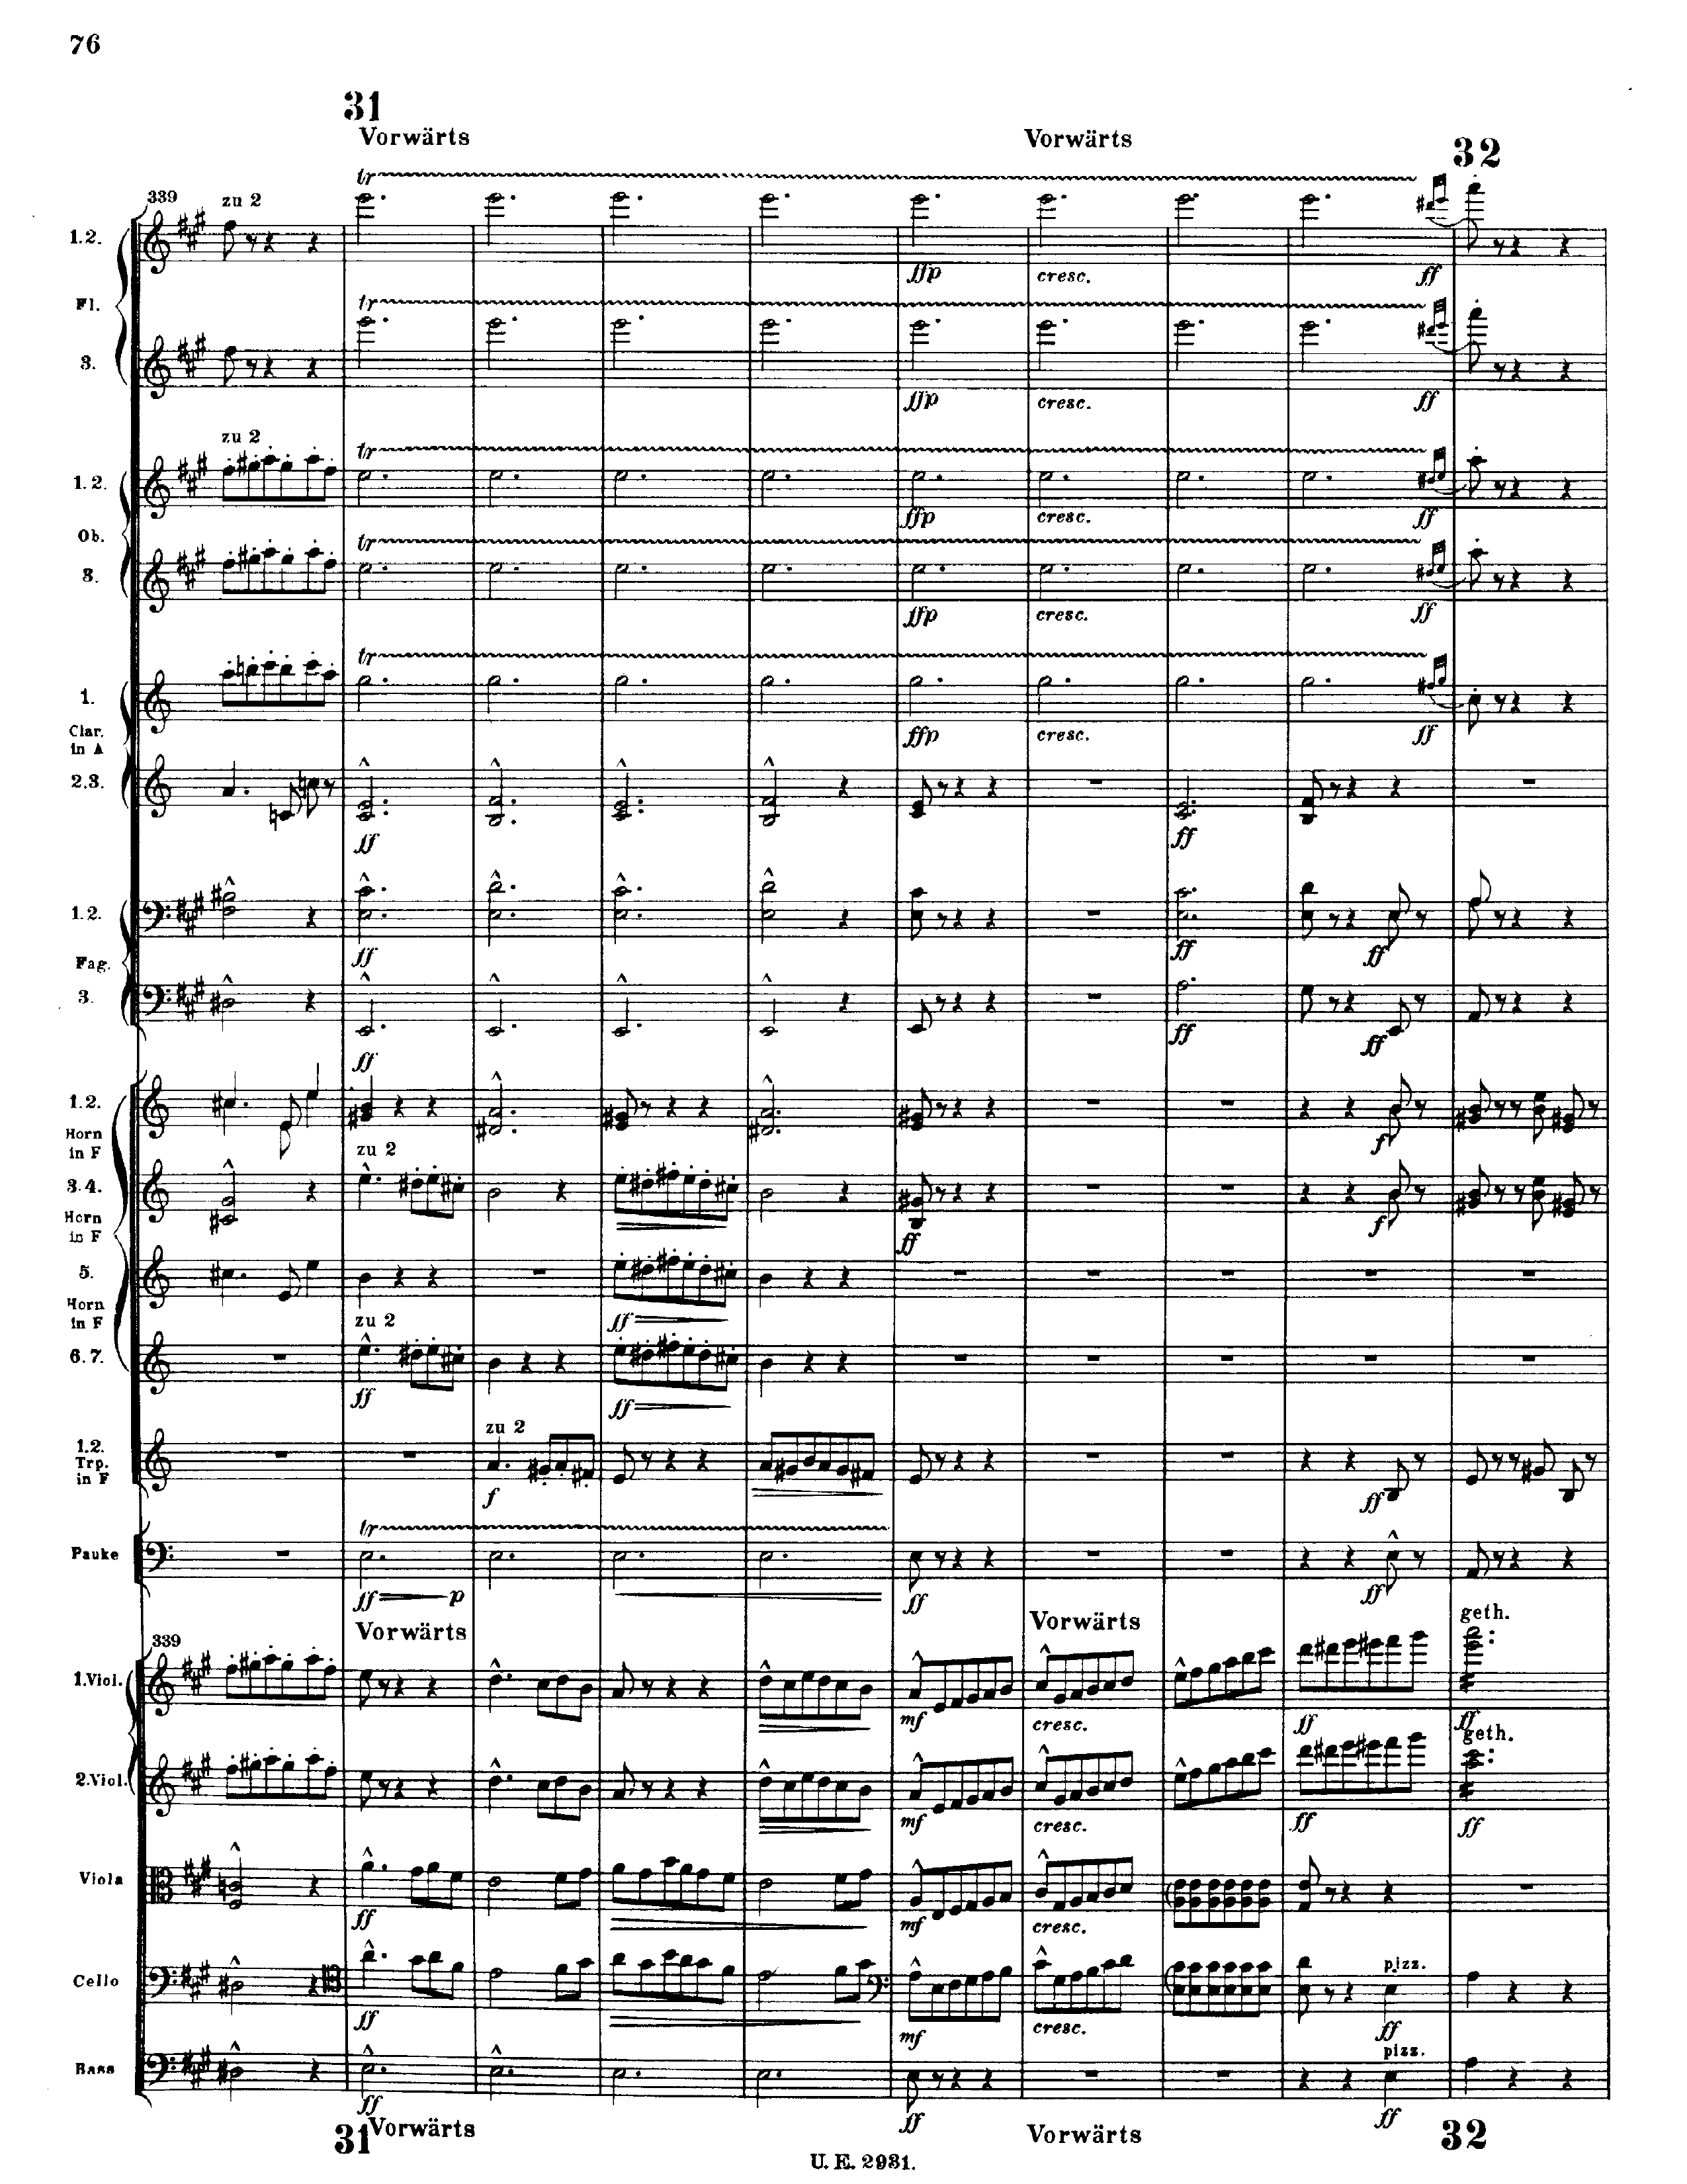 76
31
Vorwärts
Vorwärts
32
339
zu 2
1.2.
tr
ffp
cresc.
ff
Fl.
tr
3.
ffp
cresc.
ff
zu 2
tr
1.2.
ffp
cresc.
ff
Ob.
tr
3.
ffp
cresc.
ff
tr
1.
Clar.
in A
ffp
cresc.
ff
2.3.
ff
ff
1.2.
ff
ff
ff
Fag.
3.
ff
ff
ff
1.2.
Horn
in F
f
zu 2
3.4.
Horn
in F
f
ff
5.
Horn
in F
ff
zu 2
6.7.
ff
ff
zu 2
1.2.
Trp.
in F
f
ff
tr
Pauke
ff
p
ff
ff
Vorwärts
Vorwärts
geth.
339
1.Viol.
mf
cresc.
ff
ff
geth.
2.Viol.
mf
cresc.
ff
ff
Viola
ff
mf
cresc.
pizz.
Cello
ff
mf
cresc.
ff
pizz.
Bass
ff
ff
ff
31
Vorwärts
Vorwärts
32
U. E. 2931.